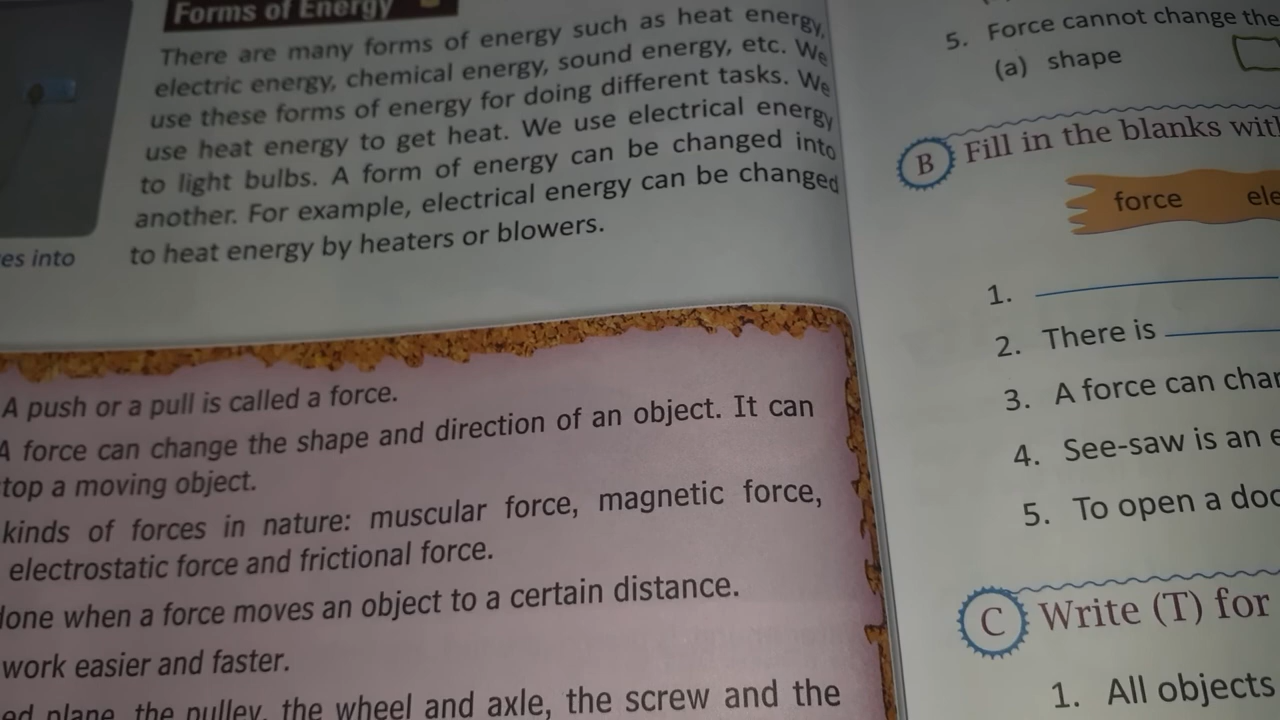 Forms of Energy
There are many forms of energy such as heat energy,
electric energy, chemical energy, sound energy, etc. We
use these forms of energy for doing different tasks. We
use heat energy to get heat. We use electrical energy
to light bulbs. A form of energy can be changed into
another. For example, electrical energy can be changed
to heat energy by heaters or blowers.
es into
A push or a pull is called a force.
A force can change the shape and direction of an object. It can
top a moving object.
kinds of forces in nature: muscular force, magnetic force,
electrostatic force and frictional force.
done when a force moves an object to a certain distance.
work easier and faster.
ed plane, the pulley, the wheel and axle, the screw and the
5. Force cannot change the
(a) shape
B Fill in the blanks with
force ele
1.
2. There is
3. A force can chan
4. See-saw is an e
5. To open a doo
C Write (T) for
1. All objects